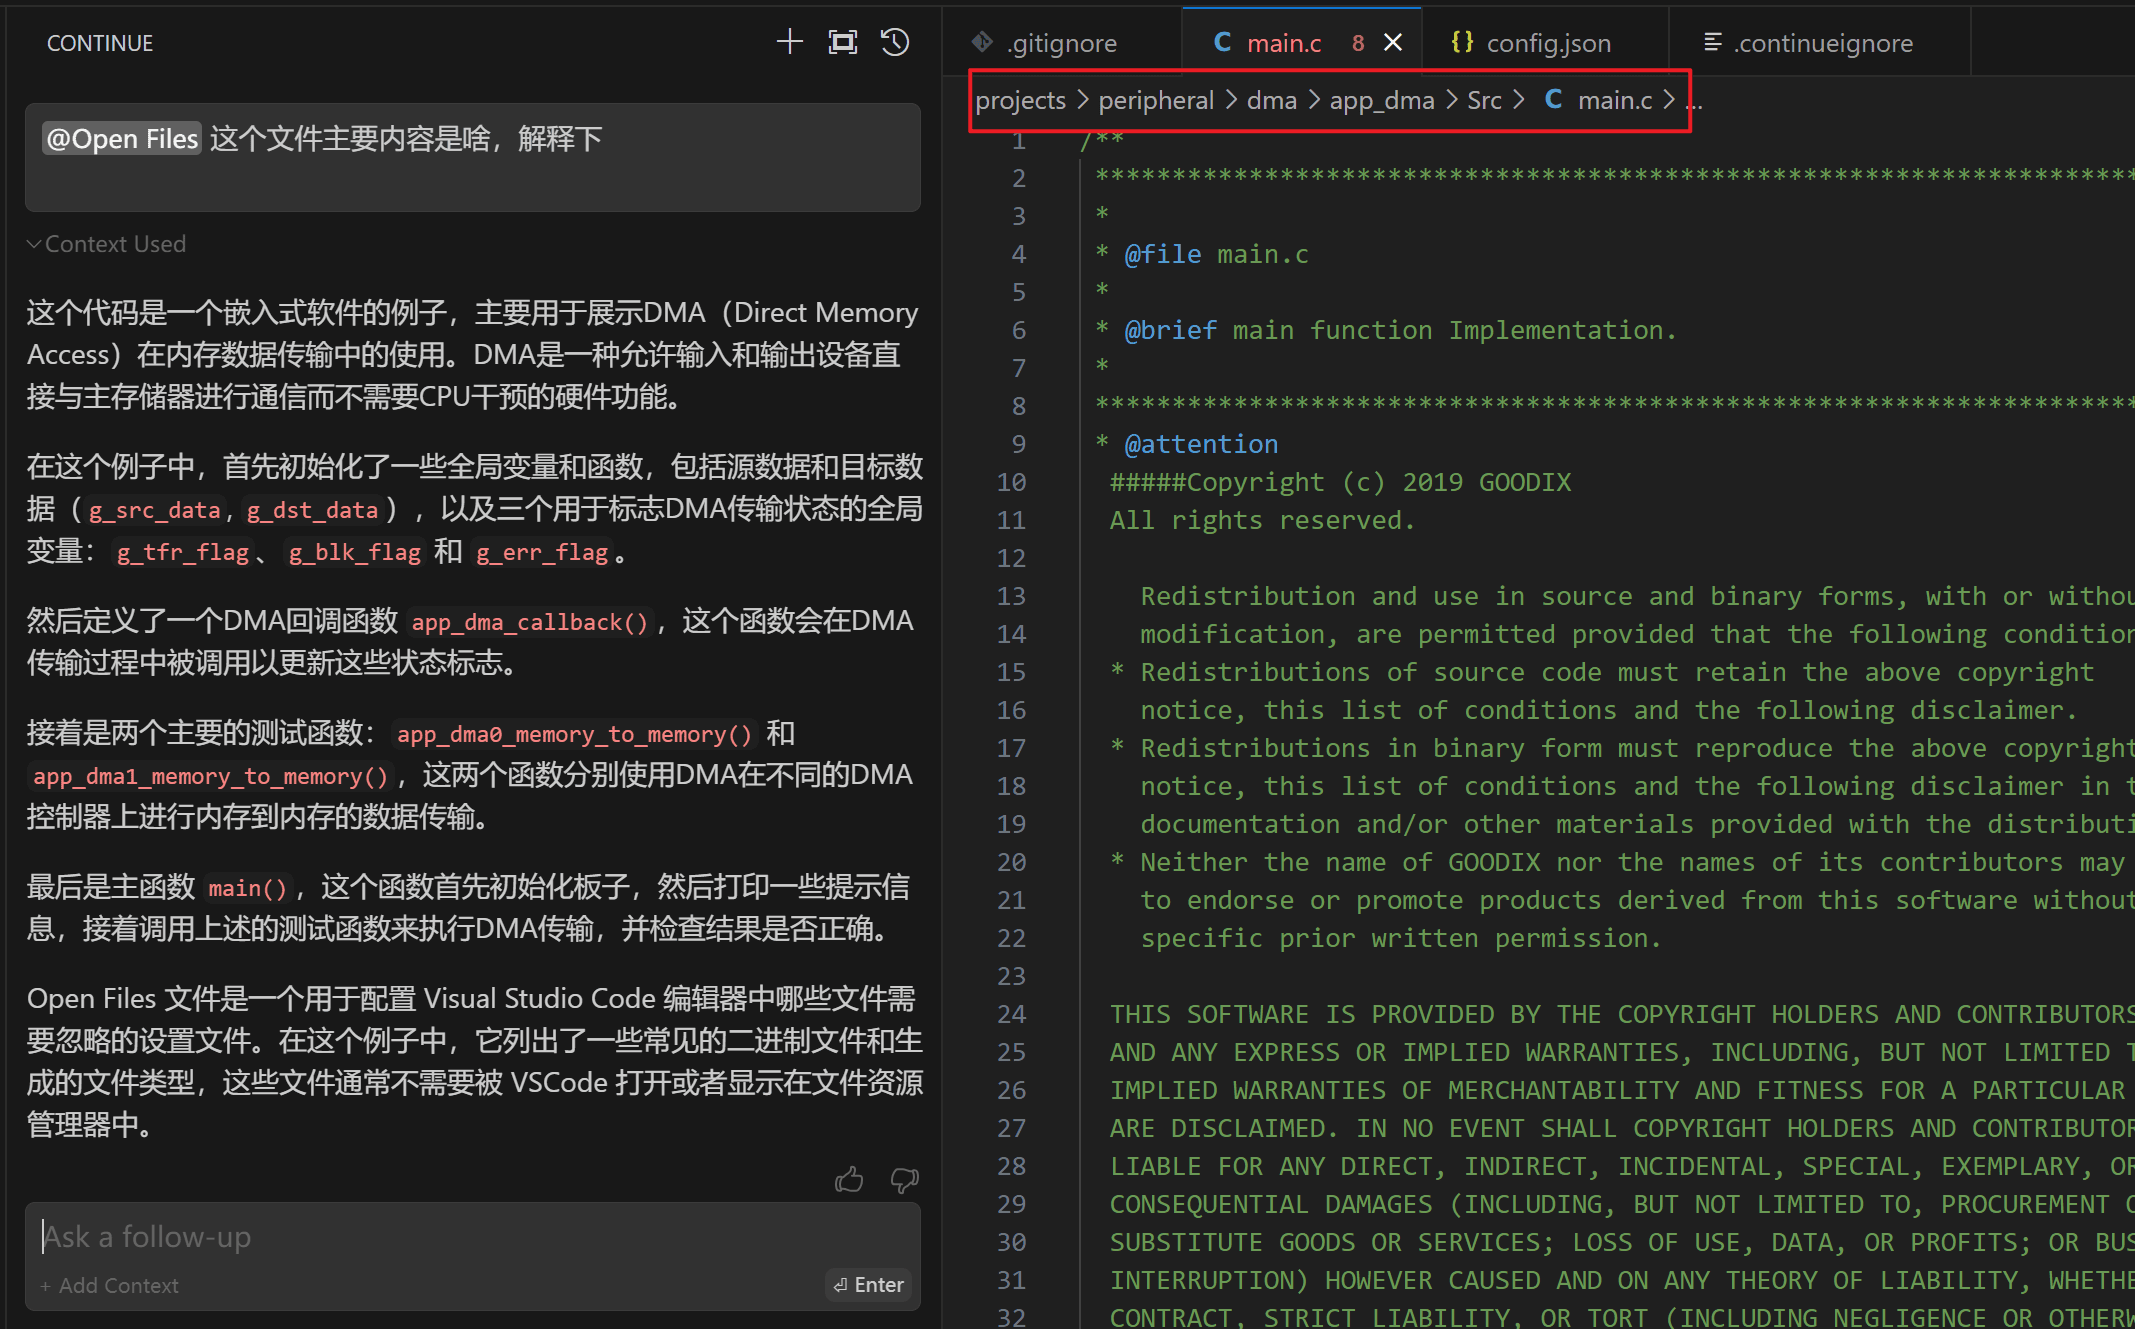 CONTINUE
@Open Files 这个文件主要内容是啥，解释下
Context Used
这个代码是一个嵌入式软件的例子，主要用于展示DMA（Direct Memory
Access）在内存数据传输中的使用。DMA是一种允许输入和输出设备直
接与主存储器进行通信而不需要CPU干预的硬件功能。
在这个例子中，首先初始化了一些全局变量和函数，包括源数据和目标数
据（g_src_data, g_dst_data），以及三个用于标志DMA传输状态的全局
变量：g_tfr_flag、g_blk_flag 和 g_err_flag。
然后定义了一个DMA回调函数 app_dma_callback()，这个函数会在DMA
传输过程中被调用以更新这些状态标志。
接着是两个主要的测试函数：app_dma0_memory_to_memory() 和
app_dma1_memory_to_memory()，这两个函数分别使用DMA在不同的DMA
控制器上进行内存到内存的数据传输。
最后是主函数 main()，这个函数首先初始化板子，然后打印一些提示信
息，接着调用上述的测试函数来执行DMA传输，并检查结果是否正确。
Open Files 文件是一个用于配置 Visual Studio Code 编辑器中哪些文件需
要忽略的设置文件。在这个例子中，它列出了一些常见的二进制文件和生
成的文件类型，这些文件通常不需要被 VSCode 打开或者显示在文件资源
管理器中。
Ask a follow-up
+ Add Context
⏎ Enter
.gitignore
C main.c 8
{} config.json
.continueignore
projects > peripheral > dma > app_dma > Src > C main.c > ...
1 /**
2 ********************************************************************
3 *
4 * @file main.c
5 *
6 * @brief main function Implementation.
7 *
8 ********************************************************************
9 * @attention
10 #####Copyright (c) 2019 GOODIX
11 All rights reserved.
12
13 Redistribution and use in source and binary forms, with or withou
14 modification, are permitted provided that the following condition
15 * Redistributions of source code must retain the above copyright
16 notice, this list of conditions and the following disclaimer.
17 * Redistributions in binary form must reproduce the above copyright
18 notice, this list of conditions and the following disclaimer in t
19 documentation and/or other materials provided with the distributi
20 * Neither the name of GOODIX nor the names of its contributors may
21 to endorse or promote products derived from this software without
22 specific prior written permission.
23
24 THIS SOFTWARE IS PROVIDED BY THE COPYRIGHT HOLDERS AND CONTRIBUTORS
25 AND ANY EXPRESS OR IMPLIED WARRANTIES, INCLUDING, BUT NOT LIMITED T
26 IMPLIED WARRANTIES OF MERCHANTABILITY AND FITNESS FOR A PARTICULAR
27 ARE DISCLAIMED. IN NO EVENT SHALL COPYRIGHT HOLDERS AND CONTRIBUTOR
28 LIABLE FOR ANY DIRECT, INDIRECT, INCIDENTAL, SPECIAL, EXEMPLARY, OR
29 CONSEQUENTIAL DAMAGES (INCLUDING, BUT NOT LIMITED TO, PROCUREMENT O
30 SUBSTITUTE GOODS OR SERVICES; LOSS OF USE, DATA, OR PROFITS; OR BUS
31 INTERRUPTION) HOWEVER CAUSED AND ON ANY THEORY OF LIABILITY, WHETHE
32 CONTRACT, STRICT LIABILITY, OR TORT (INCLUDING NEGLIGENCE OR OTHERW